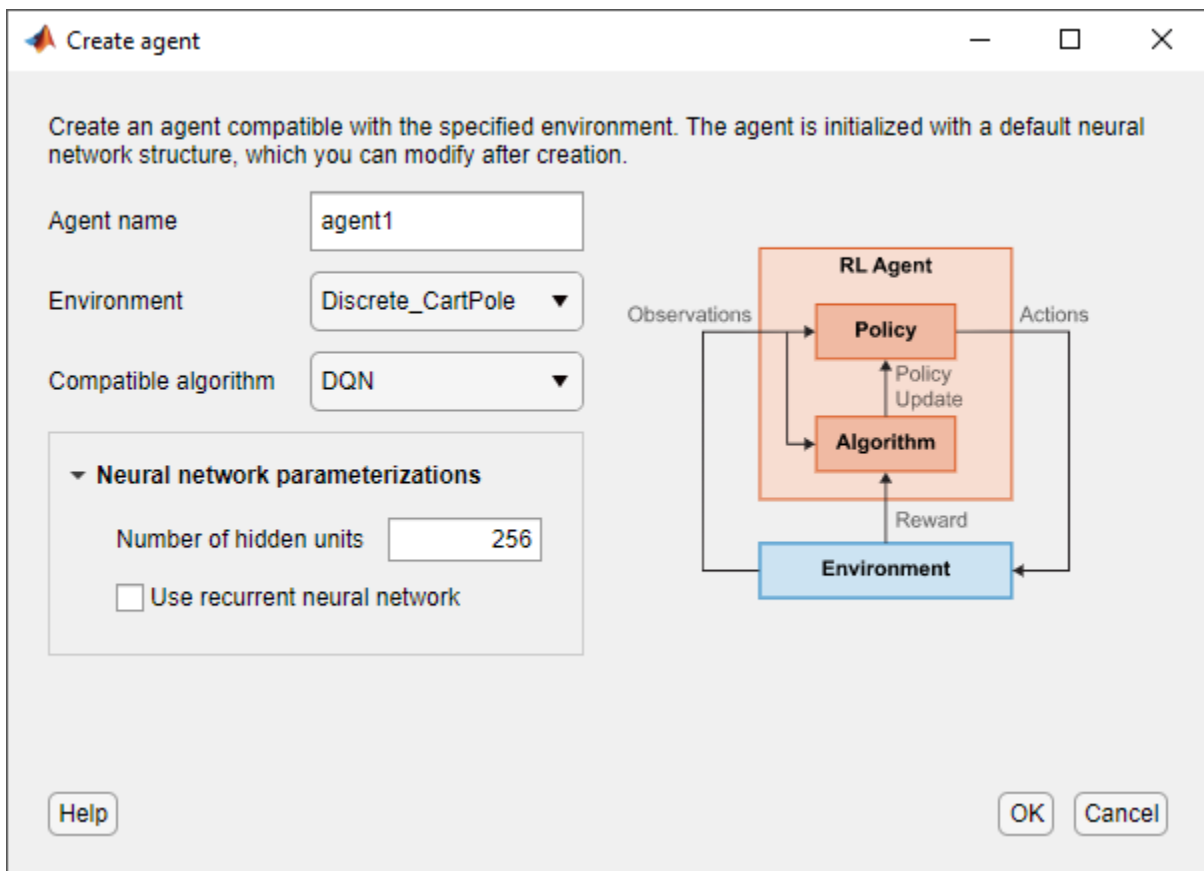 Create agent
Create an agent compatible with the specified environment. The agent is initialized with a default neural
network structure, which you can modify after creation.
Agent name
agent1
Environment
Discrete_CartPole
Compatible algorithm
DQN
Neural network parameterizations
Number of hidden units
256
Use recurrent neural network
RL Agent
Observations
Policy
Actions
Policy
Update
Algorithm
Reward
Environment
Help
OK
Cancel